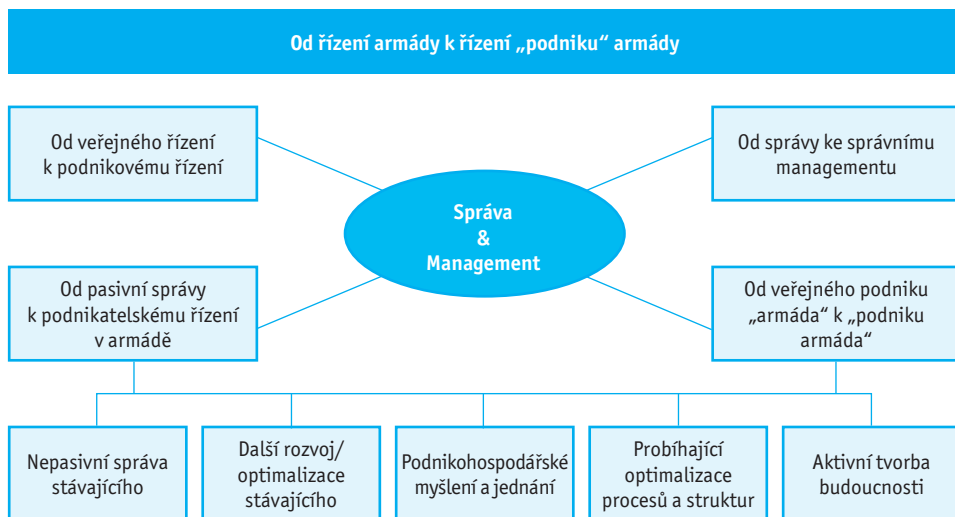 Od řízení armády k řízení „podniku“ armády
Od veřejného řízení
k podnikovému řízení
Od správy ke správnímu
managementu
Správa
&
Management
Od pasivní správy
k podnikatelskému řízení
v armádě
Od veřejného podniku
„armáda“ k „podniku
armáda“
Nepasivní správa
stávajícího
Další rozvoj/
optimalizace
stávajícího
Podnikohospodářské
myšlení a jednání
Probíhající
optimalizace
procesů a struktur
Aktivní tvorba
budoucnosti